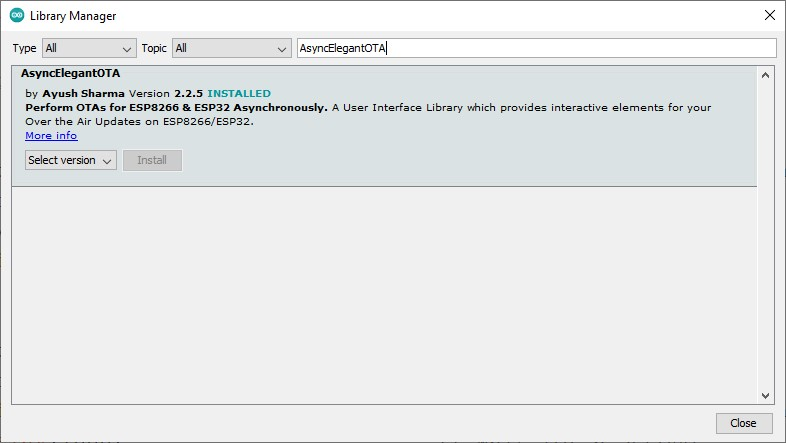 Library Manager
Type All Topic All AsyncElegantOTA
AsyncElegantOTA
by Ayush Sharma Version 2.2.5 INSTALLED
Perform OTAs for ESP8266 & ESP32 Asynchronously. A User Interface Library which provides interactive elements for your
Over the Air Updates on ESP8266/ESP32.
More info
Select version Install
Close